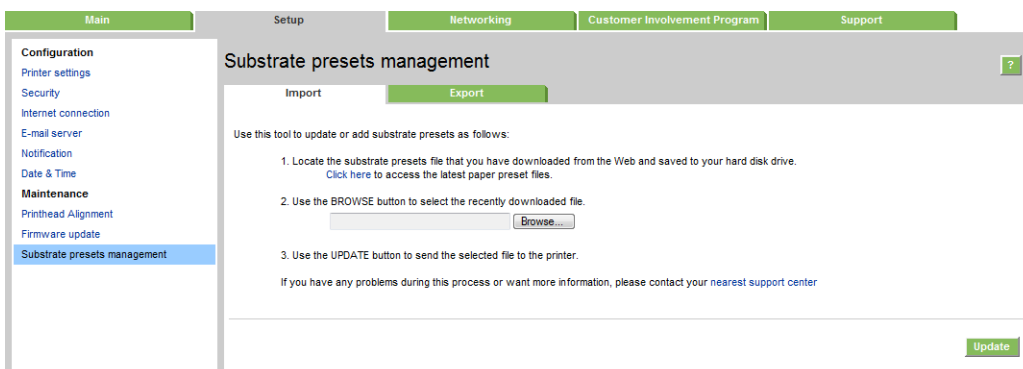 Main
Setup
Networking
Customer Involvement Program
Support
Configuration
Printer settings
Security
Internet connection
E-mail server
Notification
Date & Time
Maintenance
Printhead Alignment
Firmware update
Substrate presets management
Substrate presets management
?
Import
Export
Use this tool to update or add substrate presets as follows:
1. Locate the substrate presets file that you have downloaded from the Web and saved to your hard disk drive.
Click here to access the latest paper preset files.
2. Use the BROWSE button to select the recently downloaded file.
Browse...
3. Use the UPDATE button to send the selected file to the printer.
If you have any problems during this process or want more information, please contact your nearest support center
Update